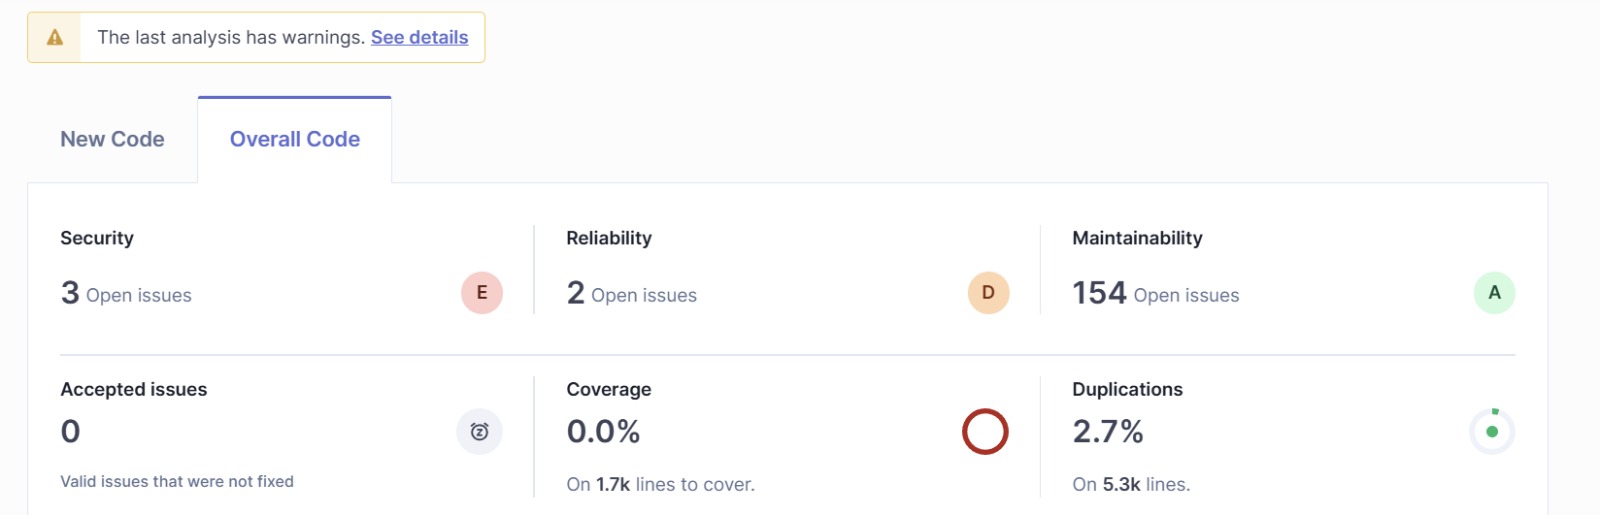 The last analysis has warnings. See details
New Code
Overall Code
Security
3 Open issues
E
Reliability
2 Open issues
D
Maintainability
154 Open issues
A
Accepted issues
0
Valid issues that were not fixed
Coverage
0.0%
On 1.7k lines to cover.
Duplications
2.7%
On 5.3k lines.